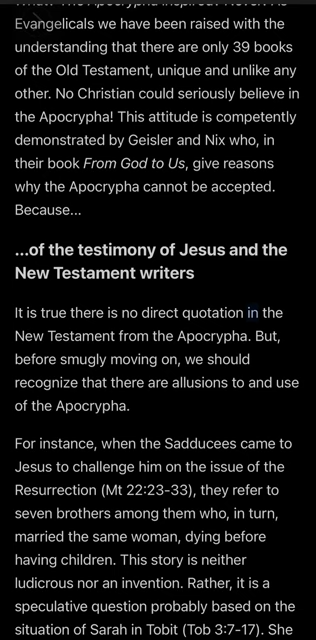 Evangelicals we have been raised with the
understanding that there are only 39 books
of the Old Testament, unique and unlike any
other. No Christian could seriously believe in
the Apocrypha! This attitude is competently
demonstrated by Geisler and Nix who, in
their book From God to Us, give reasons
why the Apocrypha cannot be accepted.
Because...
...of the testimony of Jesus and the
New Testament writers
It is true there is no direct quotation in the
New Testament from the Apocrypha. But,
before smugly moving on, we should
recognize that there are allusions to and use
of the Apocrypha.
For instance, when the Sadducees came to
Jesus to challenge him on the issue of the
Resurrection (Mt 22:23-33), they refer to
seven brothers among them who, in turn,
married the same woman, dying before
having children. This story is neither
ludicrous nor an invention. Rather, it is a
speculative question probably based on the
situation of Sarah in Tobit (Tob 3:7-17). She